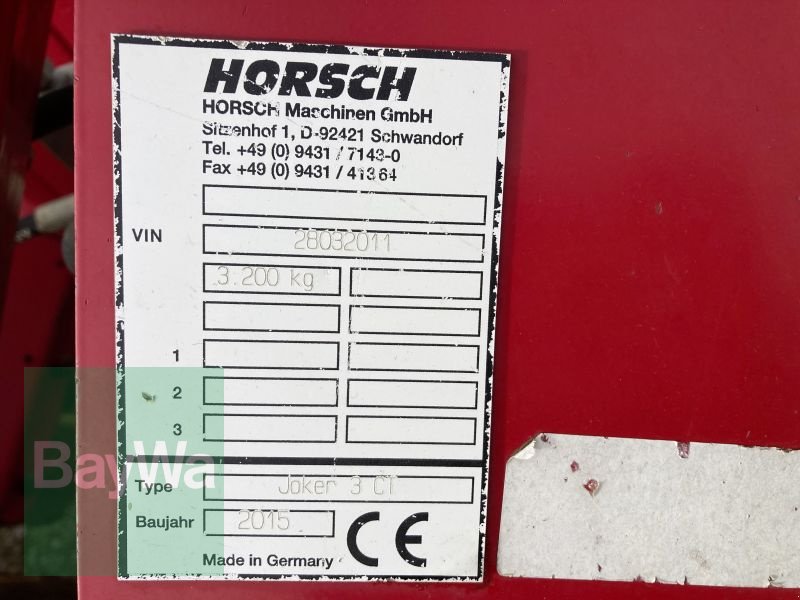 HORSCH
HORSCH Maschinen GmbH
Sitzenhof 1, D-92421 Schwandorf
Tel. +49 (0) 9431 / 7143-0
Fax +49 (0) 9431 / 41364
VIN 28032011
3.200 kg
1
2
3
BayWa
Type Joker 3 CT
Baujahr 2015 CE
Made in Germany